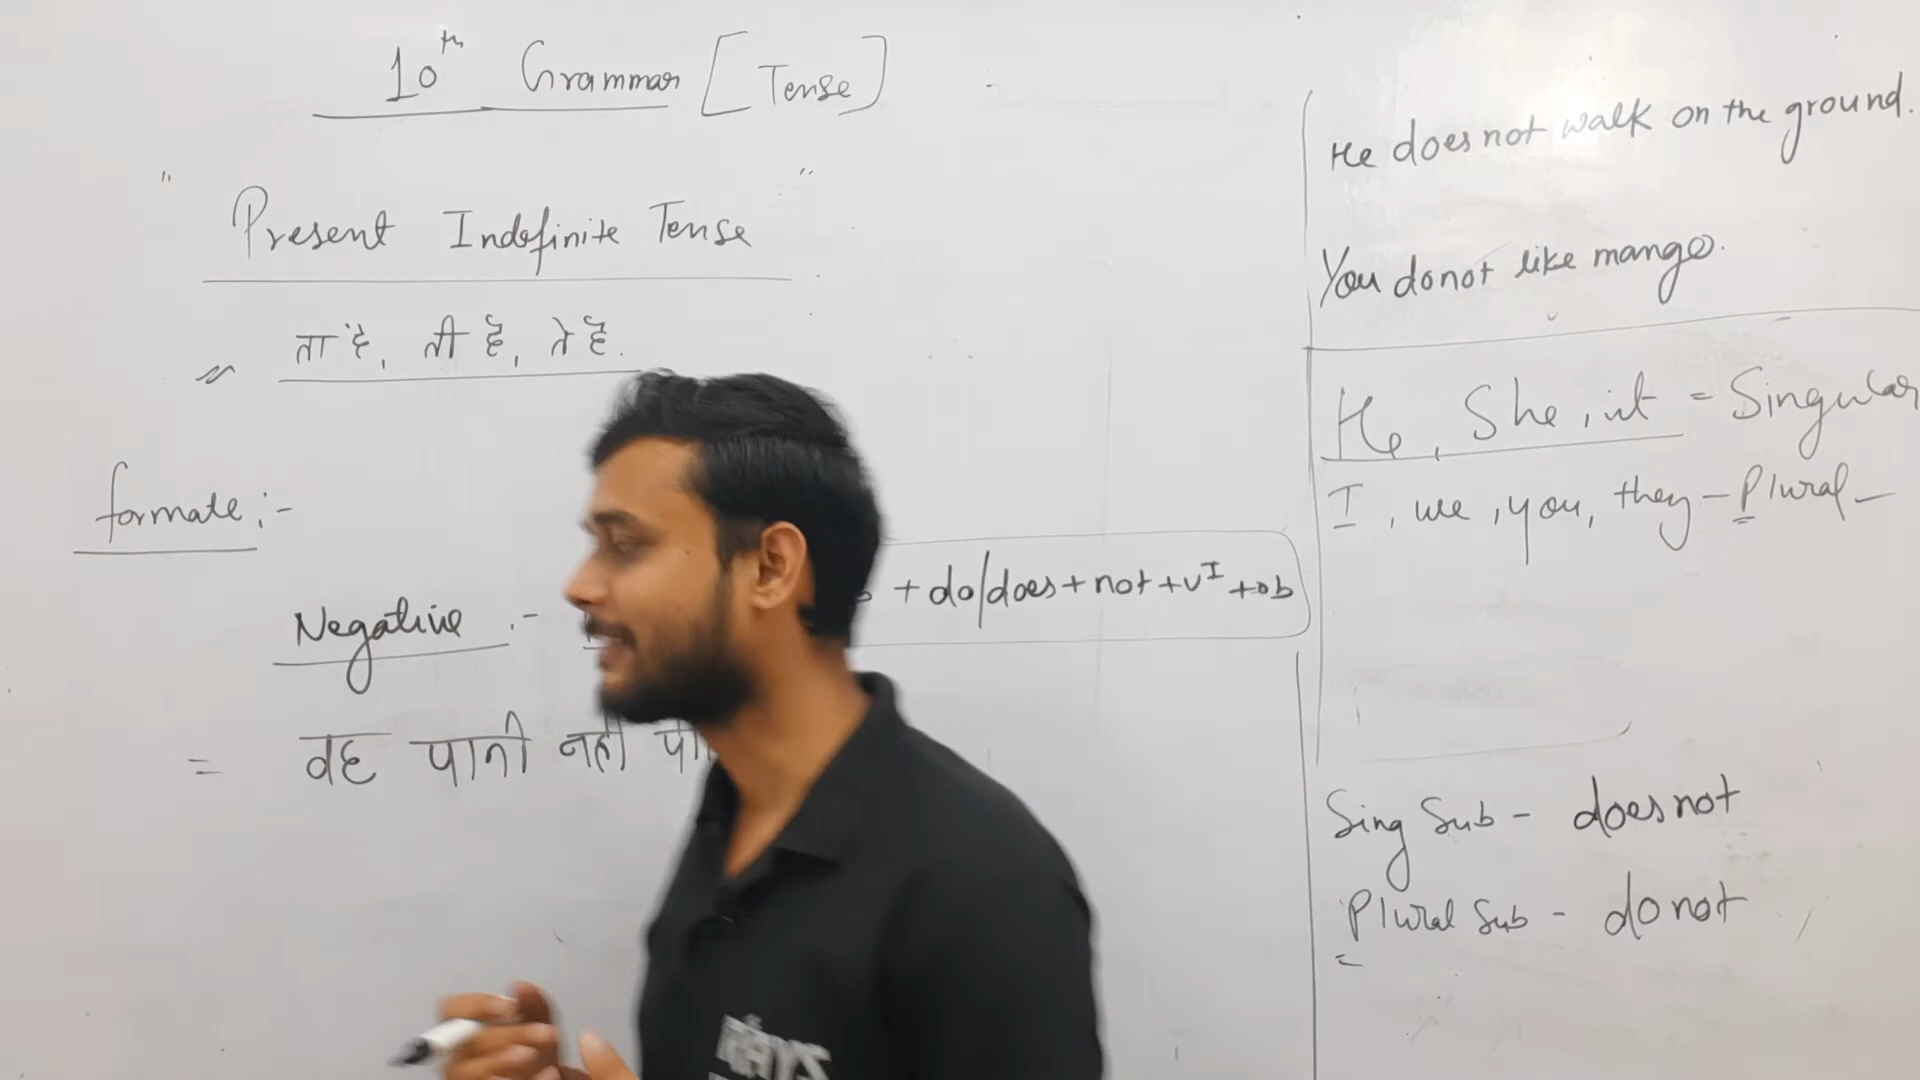 10th Grammar [Tense]
" Present Indefinite Tense "
ता है, ती है, ते है.
formate :-
Negative :- + do/does + not + vI + ob
= वह पानी नहीं
He does not walk on the ground.
You donot like mango.
He, She, it = Singular
I, we, you, they - Plural -
Sing Sub - does not
Plural Sub - do not